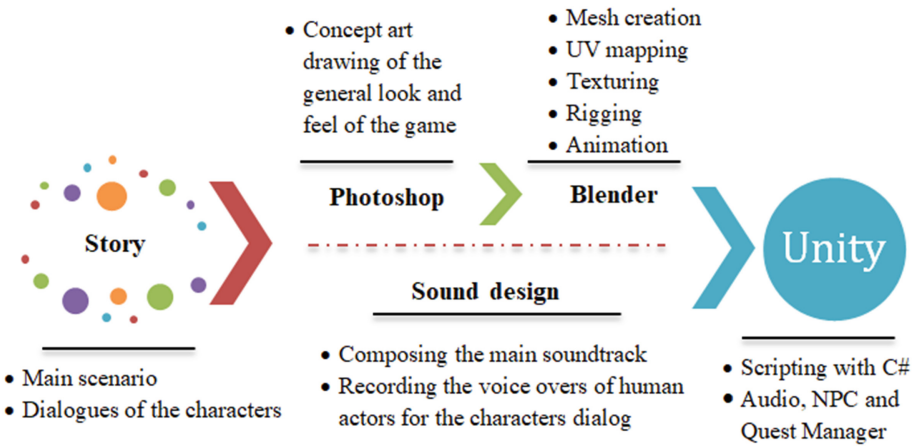 • Concept art
drawing of the
general look and
feel of the game
• Mesh creation
• UV mapping
• Texturing
• Rigging
• Animation
Story
Photoshop
Blender
Unity
Sound design
• Main scenario
• Dialogues of the characters
• Composing the main soundtrack
• Recording the voice overs of human
actors for the characters dialog
• Scripting with C#
• Audio, NPC and
Quest Manager